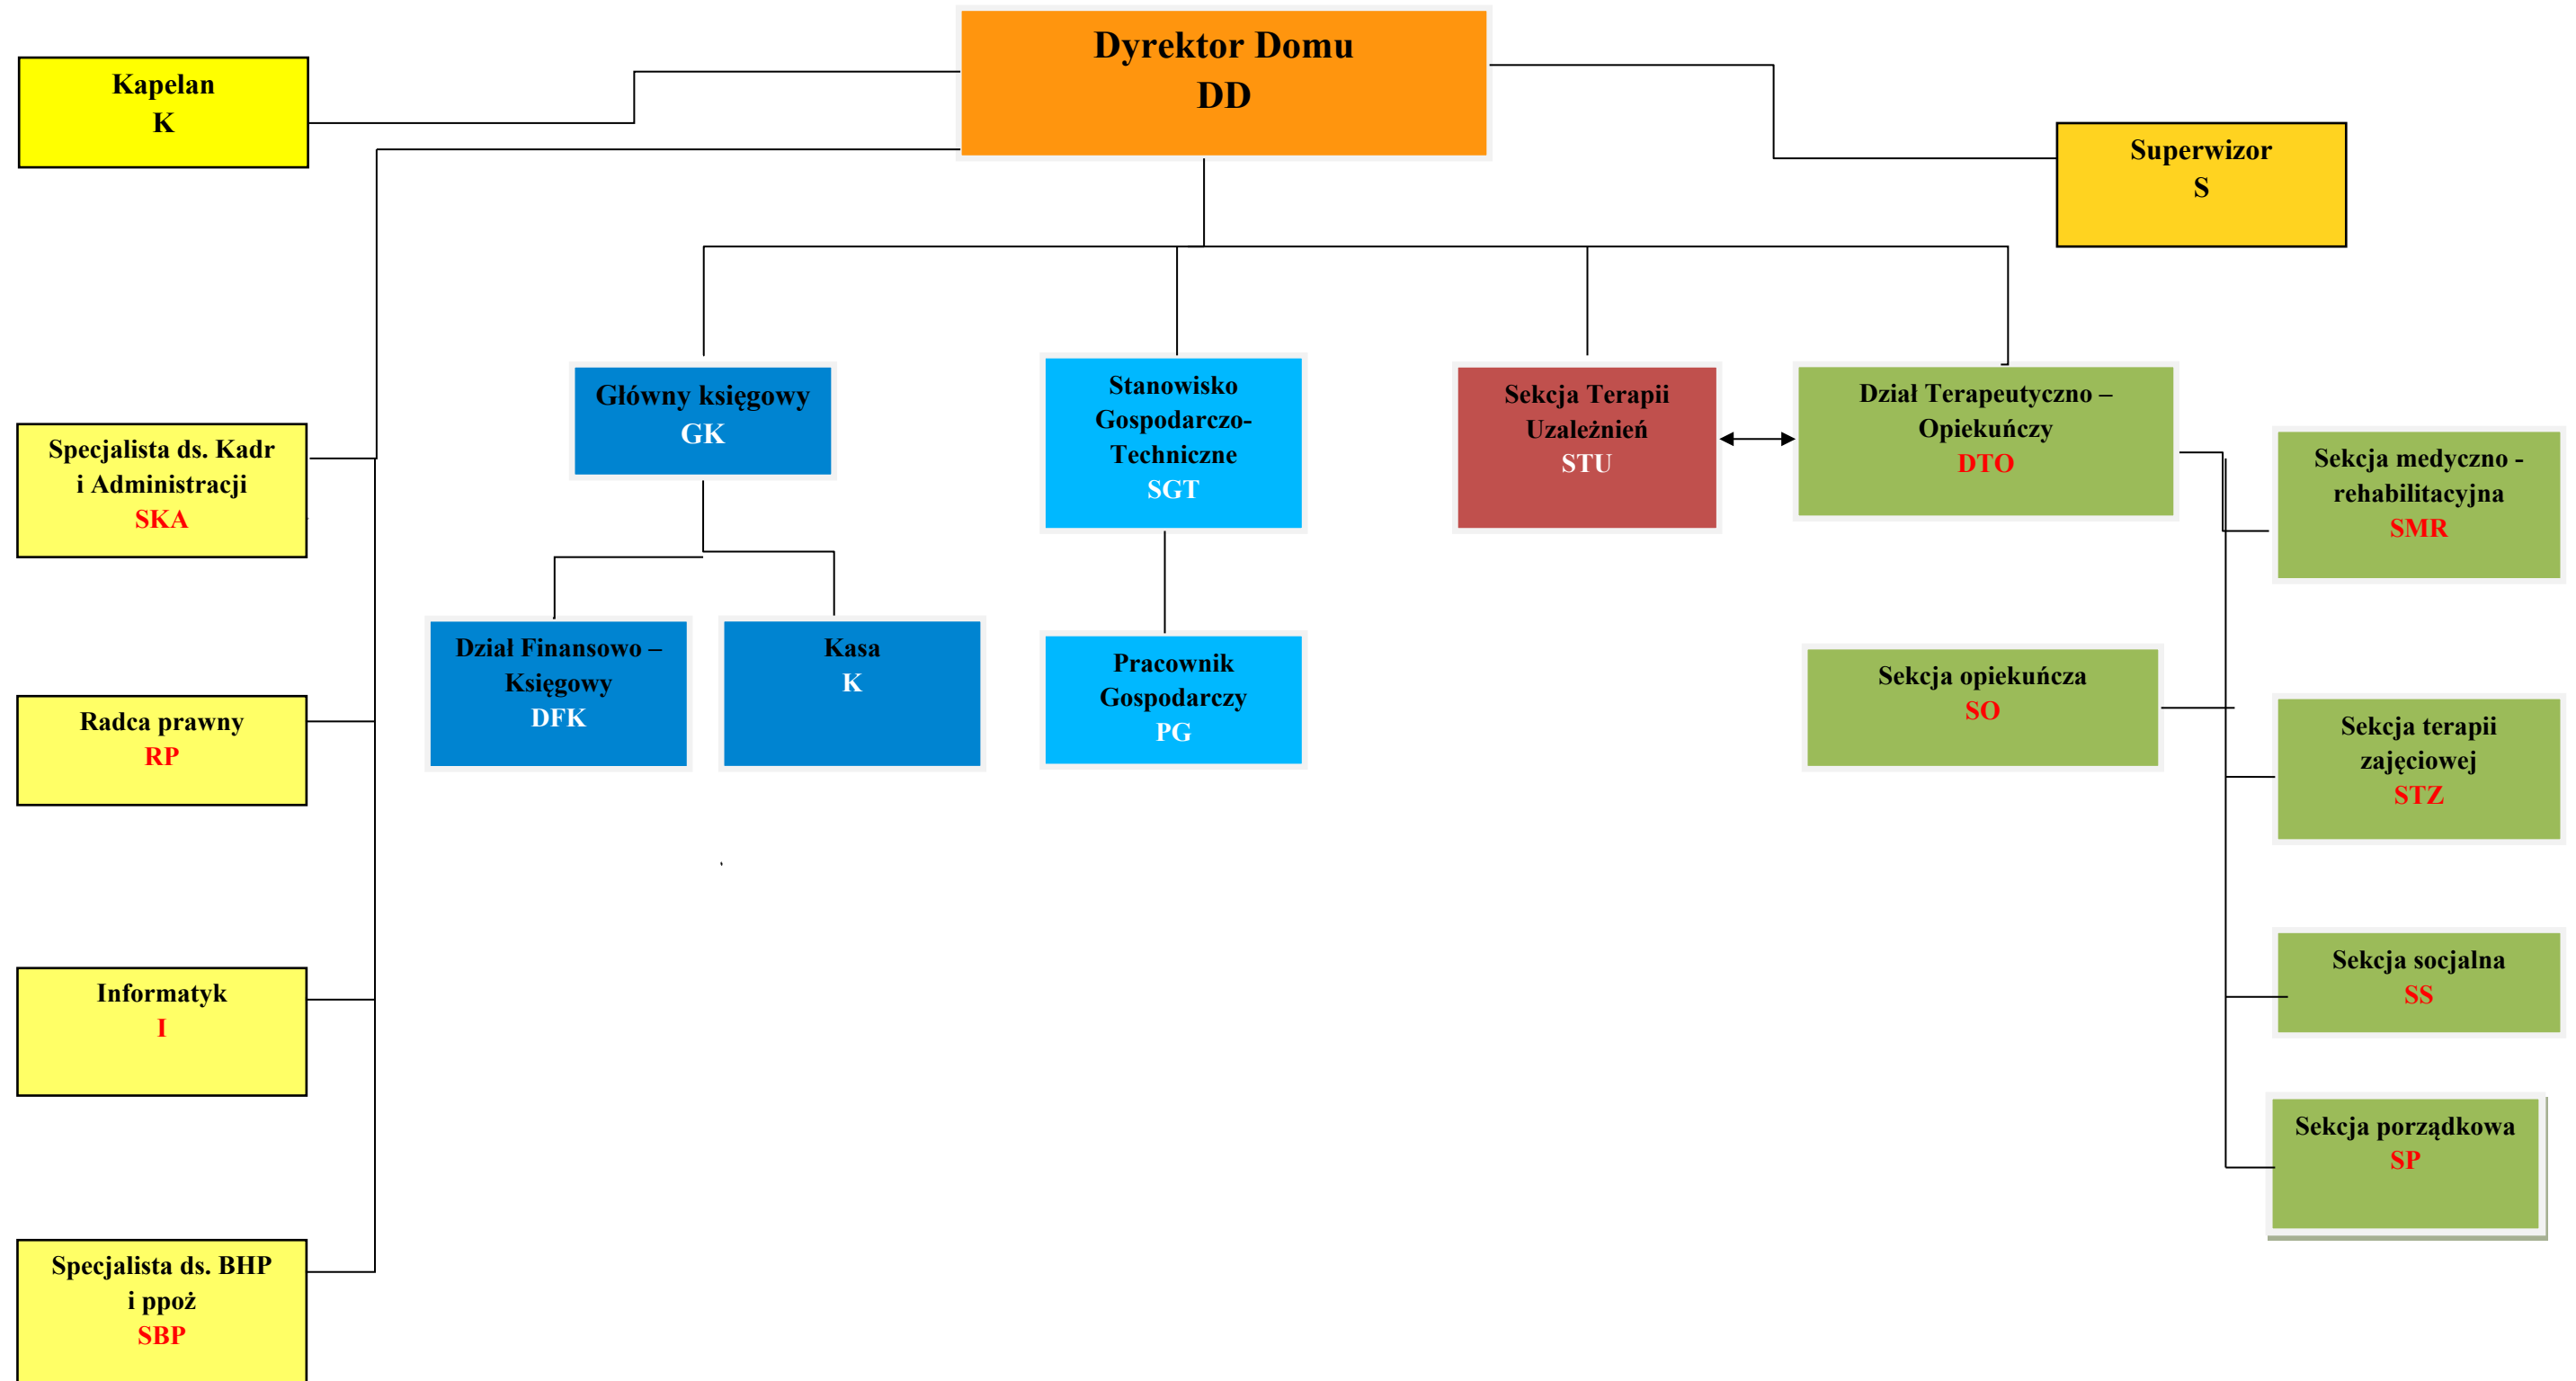 Dyrektor Domu
DD
Kapelan
K
Superwizor
S
Specjalista ds. Kadr
i Administracji
SKA
Radca prawny
RP
Informatyk
I
Specjalista ds. BHP
i ppoż
SBP
Główny księgowy
GK
Dział Finansowo –
Księgowy
DFK
Kasa
K
Stanowisko
Gospodarczo-
Techniczne
SGT
Pracownik
Gospodarczy
PG
Sekcja Terapii
Uzależnień
STU
Dział Terapeutyczno –
Opiekuńczy
DTO
Sekcja opiekuńcza
SO
Sekcja medyczno -
rehabilitacyjna
SMR
Sekcja terapii
zajęciowej
STZ
Sekcja socjalna
SS
Sekcja porządkowa
SP